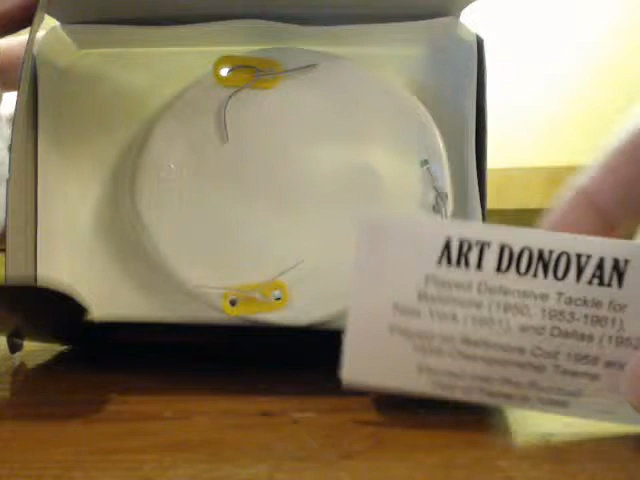 ART DONOVAN
Played Defensive Tackle for
Baltimore (1950, 1953-1961),
New York (1951), and Dallas (1952
Played on Baltimore Colt 1958 and
Championship Teams